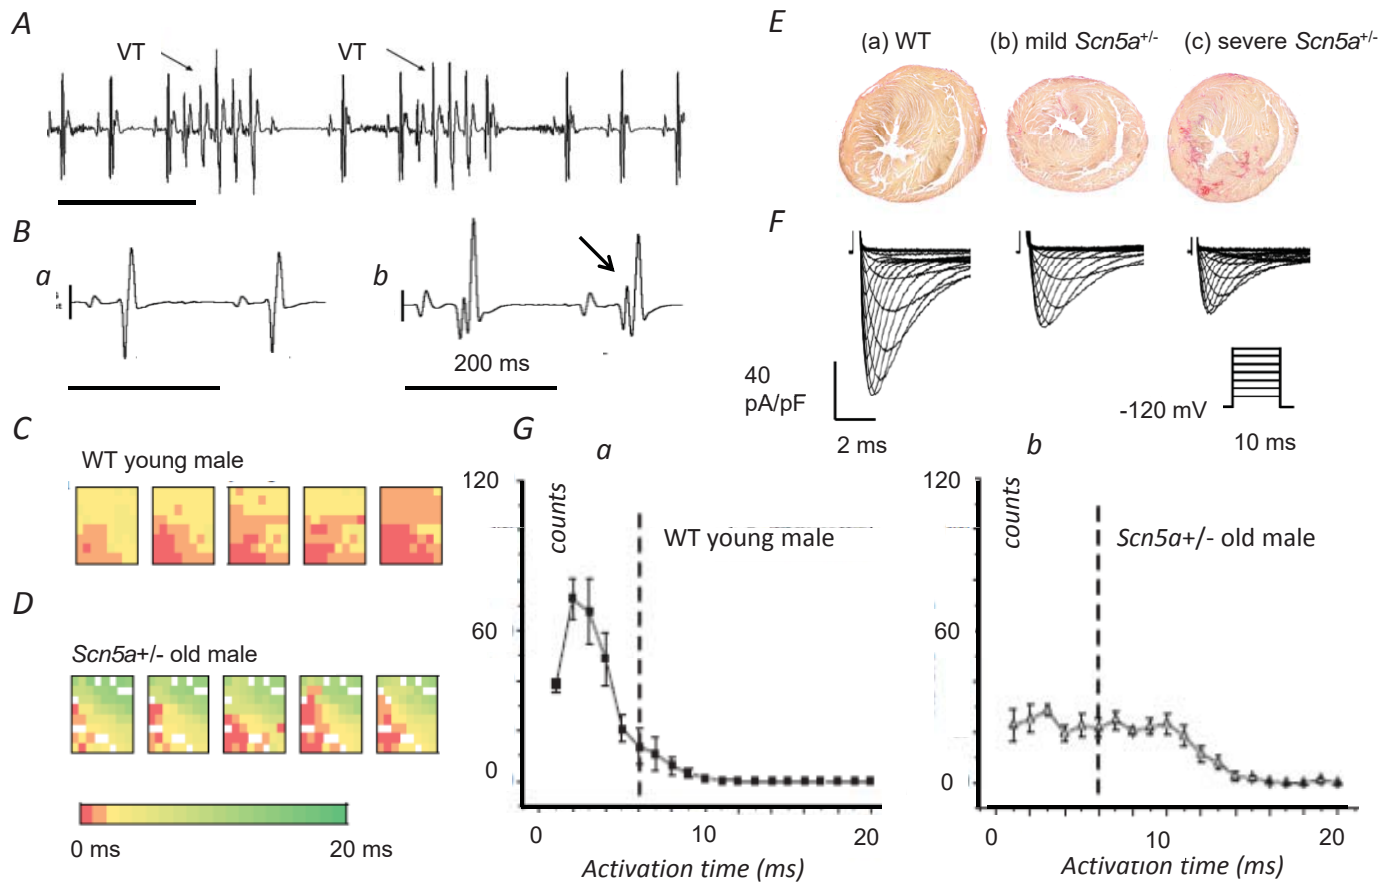 A
VT
VT
B
a
b
200 ms
C
WT young male
D
Scn5a+/- old male
0 ms
20 ms
E
(a) WT
(b) mild Scn5a+/-
(c) severe Scn5a+/-
F
40
pA/pF
2 ms
-120 mV
10 ms
G
a
120
60
0
counts
WT young male
0
10
20
Activation time (ms)
b
120
60
0
counts
Scn5a+/- old male
0
10
20
Activation time (ms)